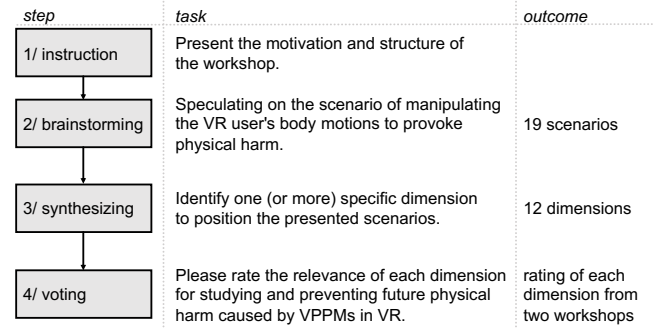 step task outcome
1/ instruction
Present the motivation and structure of
the workshop.
2/ brainstorming
Speculating on the scenario of manipulating
the VR user's body motions to provoke
physical harm.
19 scenarios
3/ synthesizing
Identify one (or more) specific dimension
to position the presented scenarios.
12 dimensions
4/ voting
Please rate the relevance of each dimension
for studying and preventing future physical
harm caused by VPPMs in VR.
rating of each
dimension from
two workshops